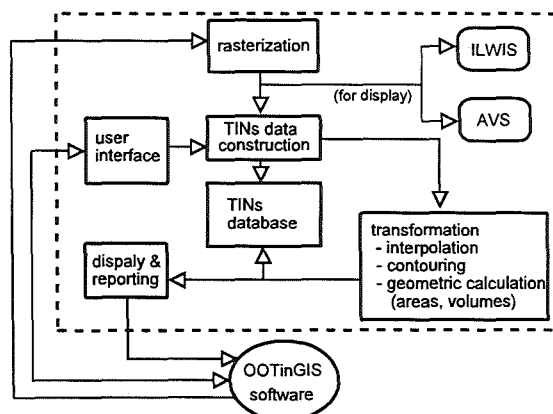 rasterization
ILWIS
(for display)
AVS
user
interface
TINs data
construction
TINs
database
transformation
- interpolation
- contouring
- geometric calculation
(areas, volumes)
dispaly &
reporting
OOTinGIS
software